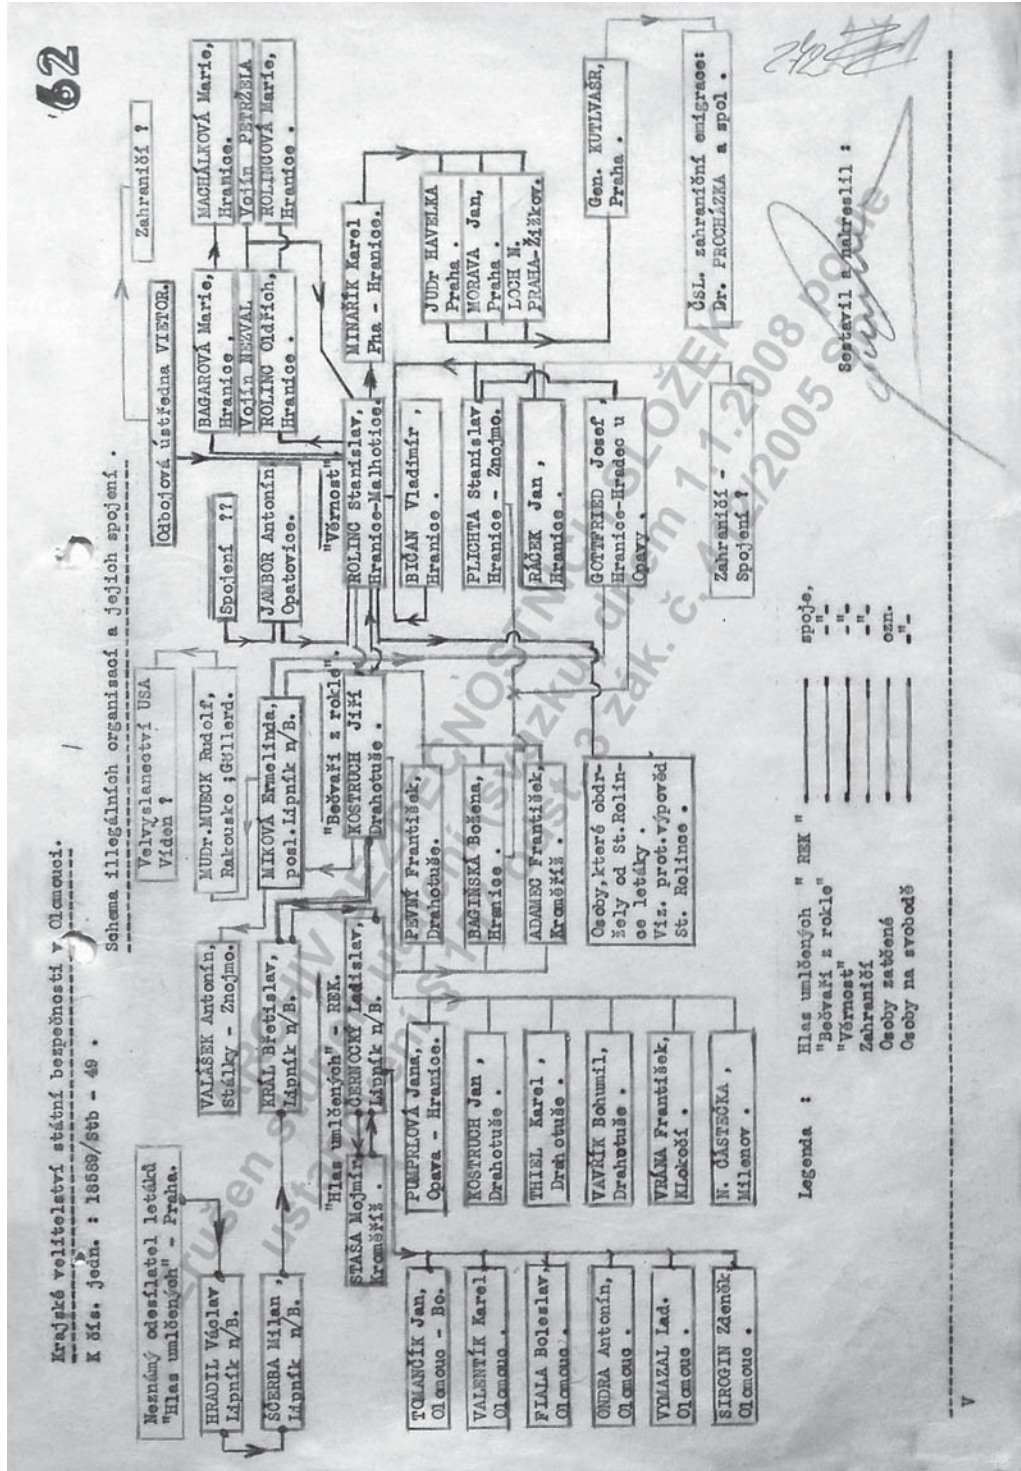 62
Krajské velitelství státní bezpečnosti v Olomouci.
K čís. jedn. : 18589/Stb - 49 .
Schema illegálních organisací a jejich spojení .
Neznámý odesílatel letáků
"Hlas umlčených" - Praha.
HRADIL Václav
Lipník n/B.
ŠČERBA Milan ,
Lipník n/B.
VALÁŠEK Antonín,
Stálky - Znojmo.
KRÁL Břetislav,
Lipník n/B.
"Hlas umlčených" - REK.
STAŠA Mojmír
Kroměříž .
ČERNOCKÝ Ladislav,
Lipník n/B.
Velvyslanectví USA
Víden ?
MUDr.MUECK Rudolf,
Rakousko ;Güllerd.
MIKOVÁ Ermelinda,
posl.Lipník n/B.
"Bečvaři z rokle".
KOSTRUCH Jiří
Drahotuše .
Spojení ??
JAMBOR Antonín,
Opatovice.
"Věrnost"
ROLINC Stanislav,
Hranice-Malhotice.
Odbojová ústředna VIETOR.
Zahraničí ?
BAGAROVÁ Marie,
Hranice .
Vojín NEZVAL
ROLINC Oldřich,
Hranice .
MACHÁLKOVÁ Marie,
Hranice.
Vojín PETRŽELA
ROLINGOVÁ Marie,
Hranice .
MINAŘÍK Karel
Pha - Hranice.
TOMANČÍK Jan,
Olomouc - Bo.
VALENTÍK Karel
Olomouc .
FIALA Boleslav,
Olomouc .
ONDRA Antonín,
Olomouc .
VYMAZAL Lad.
Olomouc .
SIROGIN Zdeněk,
Olomouc .
PUMPRLOVÁ Jana,
Opava - Hranice.
KOSTRUCH Jan ,
Drahotuše .
THIEL Karel ,
Drahotuše .
VAVŘÍK Bohumil,
Drahotuše .
VRÁNA František,
Klokočí .
N. ČÁSTEČKA ,
Milenov .
PEVNÝ František,
Drahotuše.
BAGIŇSKÁ Božena,
Hranice .
ADAMEC František,
Kroměříž .
Osoby,které obdr-
žely od St.Rolin-
ce letáky .
Viz. prot.výpověd
St. Rolince .
BIČAN Vladimír ,
Hranice .
PLICHTA Stanislav
Hranice - Znojmo.
RÁČEK Jan ,
Hranice .
GOTTFRIED Josef ,
Hranice-Hradec u
Opavy .
Zahraničí -
Spojení ?
JUDr HAVELKA
Praha .
MORAVA Jan,
Praha .
LOCH N.
PRAHA-Žižkov.
Gen. KUTLVAŠR,
Praha .
ČSL. zahraniční emigrace:
Dr. PROCHÁZKA a spol .
Legenda :
Hlas umlčených " REK " spoje,
"Bečvaři z rokle" -"-
"Věrnost" -"-
Zahraničí -"-
Osoby zatčené ozn.
Osoby na svobodě -"-
Sestavil a nakreslil :
V